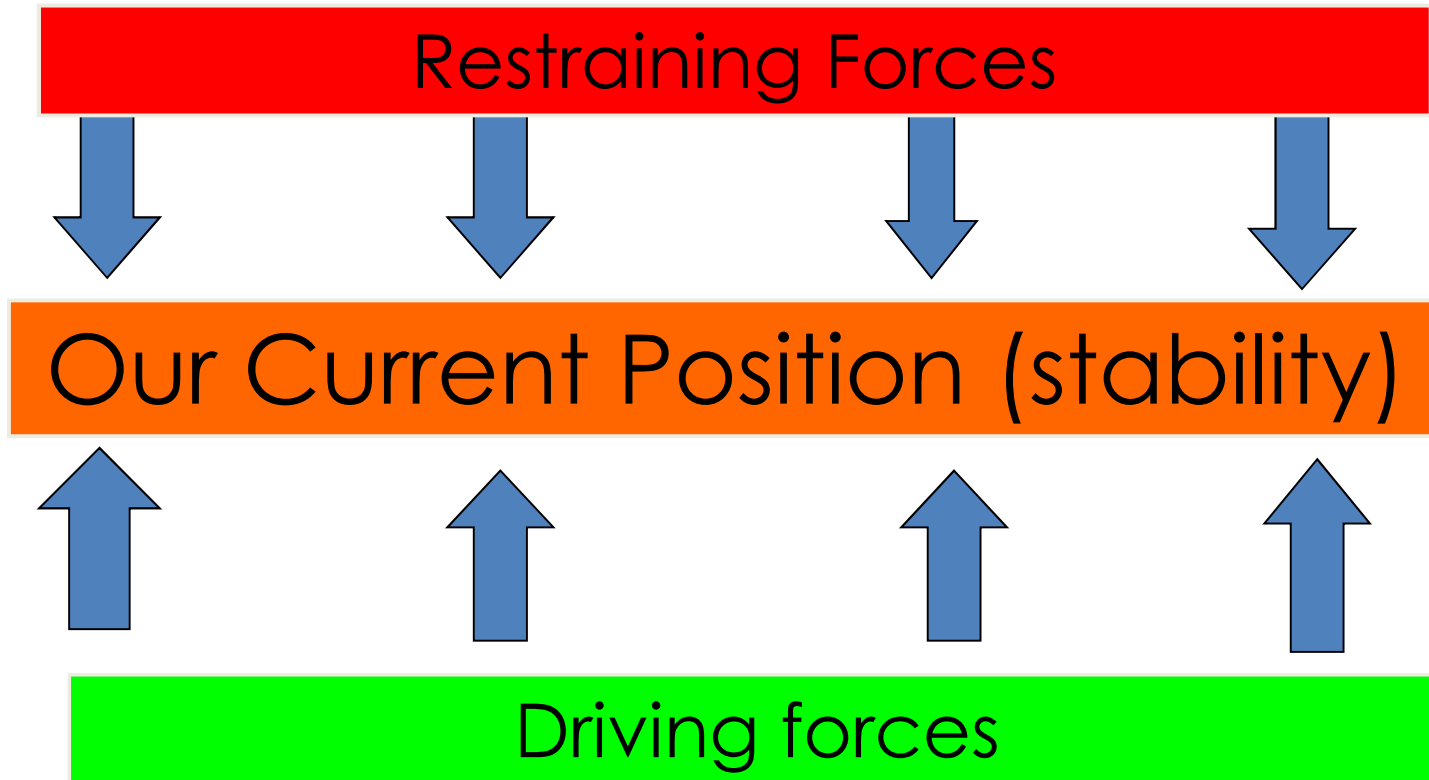 Restraining Forces
Our Current Position (stability)
Driving forces